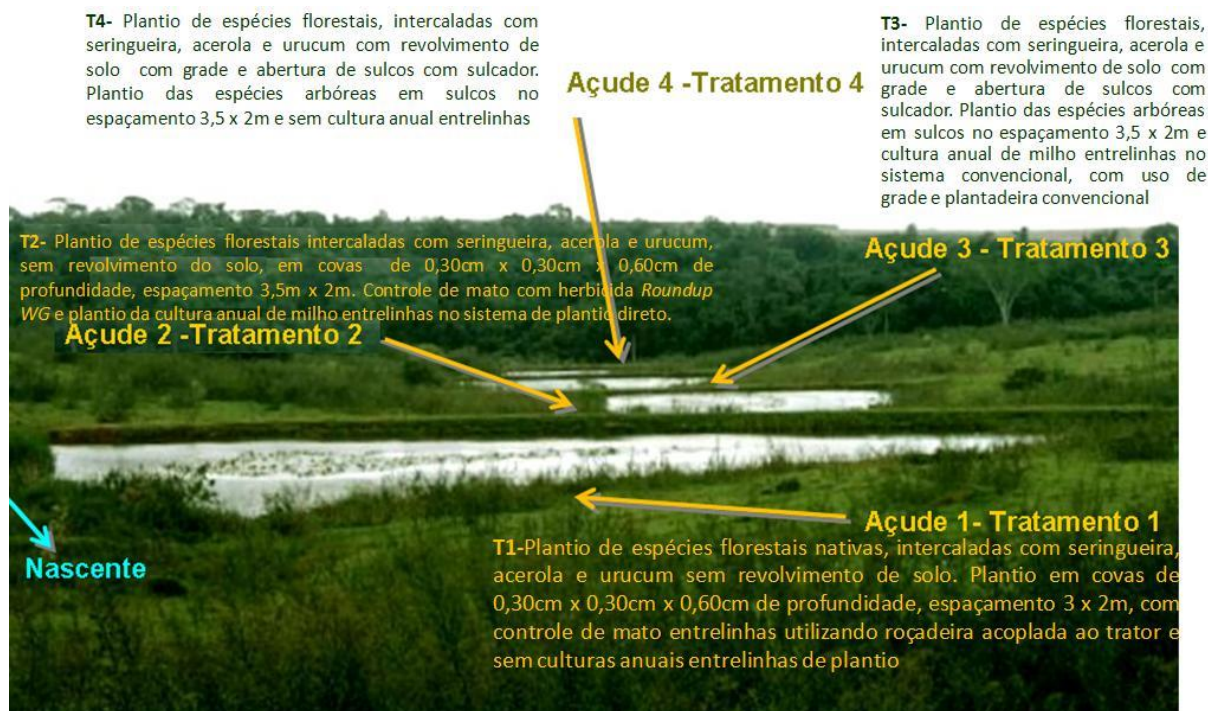 T4- Plantio de espécies florestais, intercaladas com
seringueira, acerola e urucum com revolvimento de
solo com grade e abertura de sulcos com sulcador.
Plantio das espécies arbóreas em sulcos no
espaçamento 3,5 x 2m e sem cultura anual entrelinhas
Açude 4 -Tratamento 4
T3- Plantio de espécies florestais,
intercaladas com seringueira, acerola e
urucum com revolvimento de solo com
grade e abertura de sulcos com
sulcador. Plantio das espécies arbóreas
em sulcos no espaçamento 3,5 x 2m e
cultura anual de milho entrelinhas no
sistema convencional, com uso de
grade e plantadeira convencional
T2- Plantio de espécies florestais intercaladas com seringueira, acerola e urucum,
sem revolvimento do solo, em covas de 0,30cm x 0,30cm x 0,60cm de
profundidade, espaçamento 3,5m x 2m. Controle de mato com herbicida Roundup
WG e plantio da cultura anual de milho entrelinhas no sistema de plantio direto.
Açude 3 - Tratamento 3
Açude 2 -Tratamento 2
Açude 1- Tratamento 1
Nascente
T1-Plantio de espécies florestais nativas, intercaladas com seringueira,
acerola e urucum sem revolvimento de solo. Plantio em covas de
0,30cm x 0,30cm x 0,60cm de profundidade, espaçamento 3 x 2m, com
controle de mato entrelinhas utilizando roçadeira acoplada ao trator e
sem culturas anuais entrelinhas de plantio